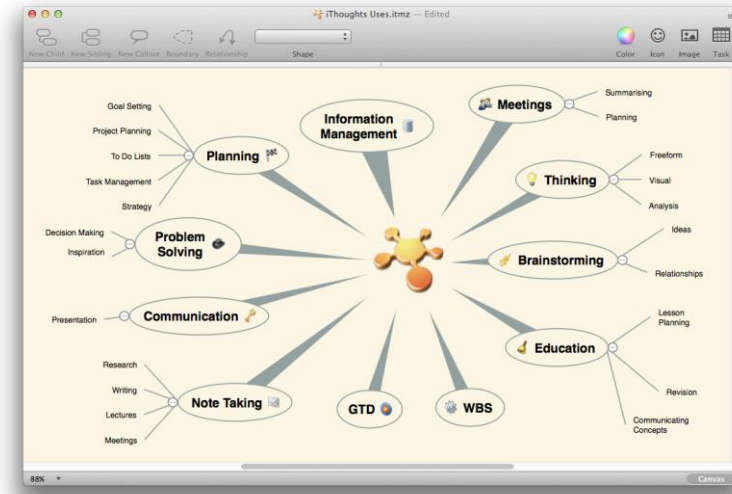 iThoughts Uses.itmz — Edited
New Child
New Sibling
New Callout
Boundary
Relationship
Shape
Color
Icon
Image
Task
Goal Setting
Project Planning
To Do Lists
Task Management
Strategy
Planning
Information
Management
Meetings
Summarising
Planning
Thinking
Freeform
Visual
Analysis
Decision Making
Inspiration
Problem
Solving
Brainstorming
Ideas
Relationships
Presentation
Communication
Education
Lesson
Planning
Revision
Communicating
Concepts
Research
Writing
Lectures
Meetings
Note Taking
GTD
WBS
88%
Canvas